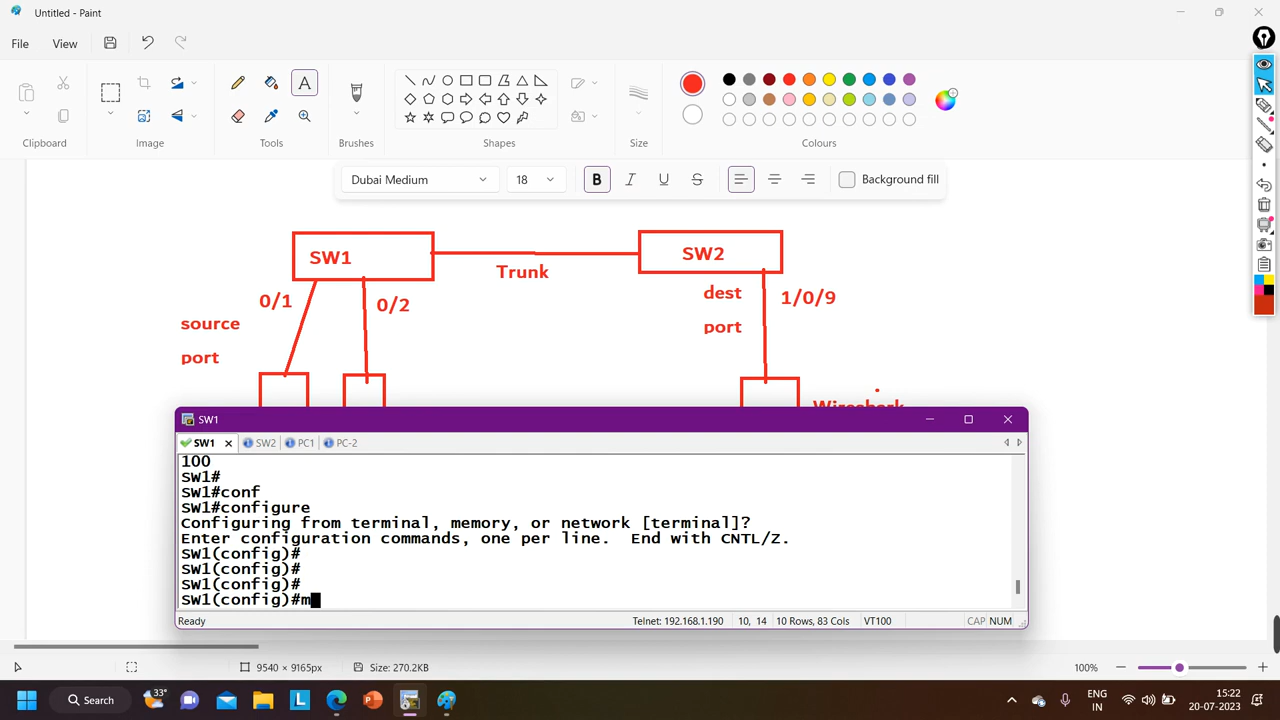 Untitled - Paint
File View
Clipboard
Image
Tools
Brushes
Shapes
Size
Colours
A
Dubai Medium
18
B I U S
Background fill
SW1
SW2
Trunk
0/1
0/2
source
port
dest
port
1/0/9
Wireshark
SW1
SW1 SW2 PC1 PC-2
100
SW1#
SW1#conf
SW1#configure
Configuring from terminal, memory, or network [terminal]?
Enter configuration commands, one per line.  End with CNTL/Z.
SW1(config)#
SW1(config)#
SW1(config)#
SW1(config)#m
Ready
Telnet: 192.168.1.190
10, 14
10 Rows, 83 Cols
VT100
CAP NUM
9540 × 9165px
Size: 270.2KB
100%
33°
Search
L
P
ENG
IN
15:22
20-07-2023